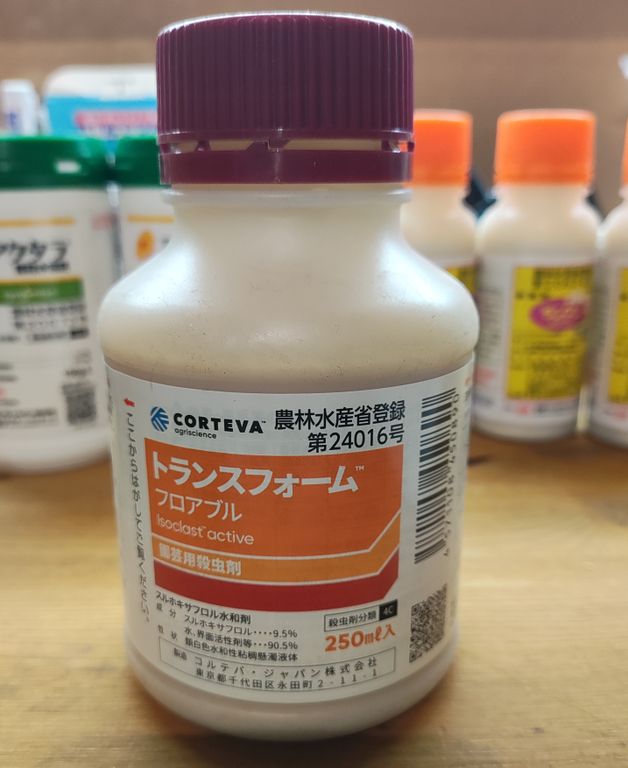 CORTEVA™
agriscience
農林水産省登録
第24016号
トランスフォーム™
フロアブル
Isoclast™ active
園芸用殺虫剤
スルホキサフロル水和剤
成分 スルホキサフロル････9.5%
水、界面活性剤等･･･90.5%
性状 類白色水和性粘稠懸濁液体
殺虫剤分類 4C
250mℓ入
製造 コルテバ・ジャパン株式会社
東京都千代田区永田町2-11-1
←ここからはがしてご覧ください。
アクタラ